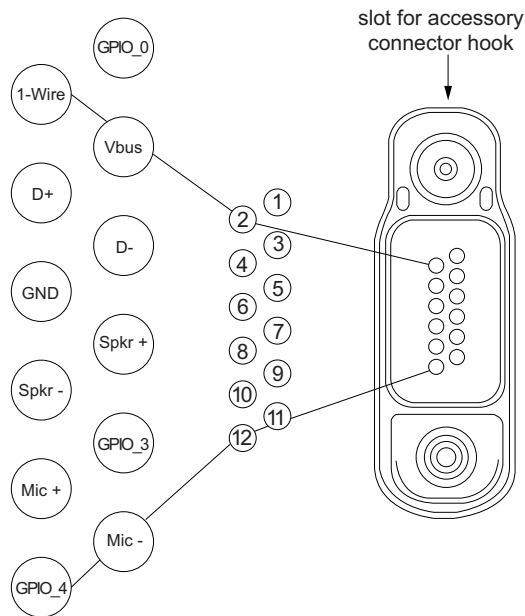 slot for accessory
connector hook
GPIO_0
1-Wire
Vbus
D+
D-
GND
Spkr +
Spkr -
GPIO_3
Mic +
Mic -
GPIO_4
1
2
3
4
5
6
7
8
9
10
11
12